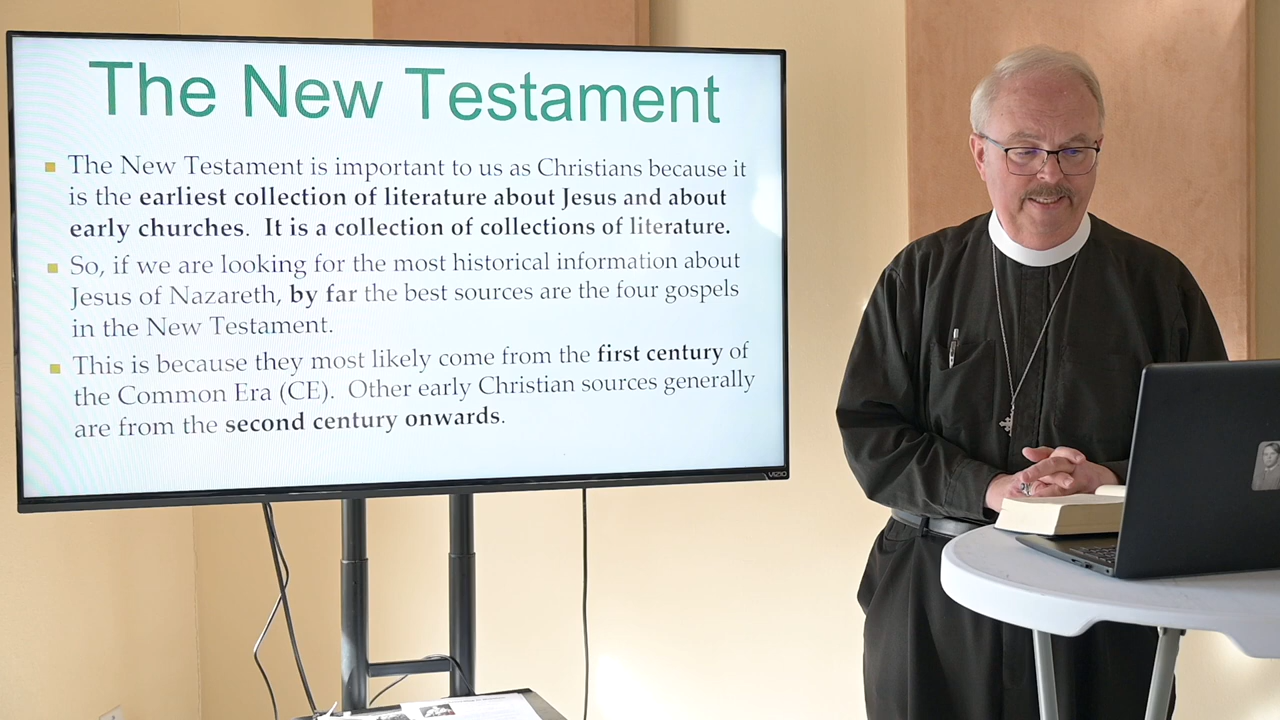 The New Testament
The New Testament is important to us as Christians because it
is the earliest collection of literature about Jesus and about
early churches. It is a collection of collections of literature.
So, if we are looking for the most historical information about
Jesus of Nazareth, by far the best sources are the four gospels
in the New Testament.
This is because they most likely come from the first century of
the Common Era (CE). Other early Christian sources generally
are from the second century onwards.
VIZIO